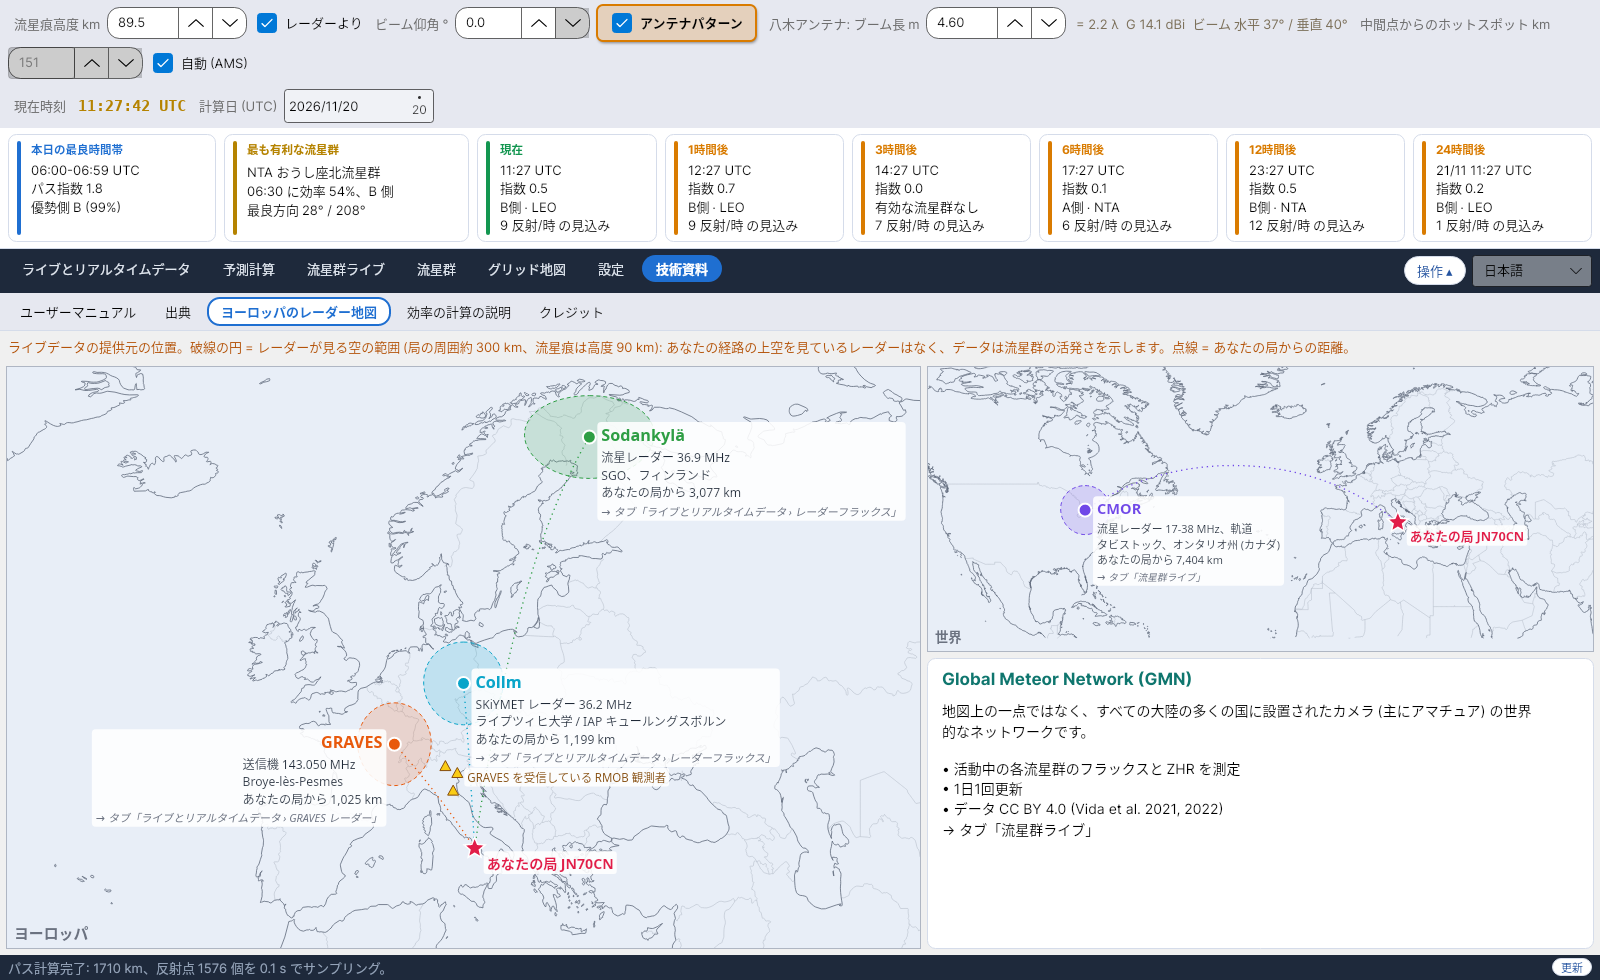 流星痕高度 km 89.5 レーダーより ビーム仰角 ° 0.0 アンテナパターン 八木アンテナ: ブーム長 m 4.60 = 2.2 λ G 14.1 dBi ビーム 水平 37° / 垂直 40° 中間点からのホットスポット km
151 自動 (AMS)
現在時刻 11:27:42 UTC 計算日 (UTC) 2026/11/20 20
本日の最良時間帯
06:00-06:59 UTC
パス指数 1.8
優勢側 B (99%)
最も有利な流星群
NTA おうし座北流星群
06:30 に効率 54%、B 側
最良方向 28° / 208°
現在
11:27 UTC
指数 0.5
B側 · LEO
9 反射/時 の見込み
1時間後
12:27 UTC
指数 0.7
B側 · LEO
9 反射/時 の見込み
3時間後
14:27 UTC
指数 0.0
有効な流星群なし
7 反射/時 の見込み
6時間後
17:27 UTC
指数 0.1
A側 · NTA
6 反射/時 の見込み
12時間後
23:27 UTC
指数 0.5
B側 · NTA
12 反射/時 の見込み
24時間後
21/11 11:27 UTC
指数 0.2
B側 · LEO
1 反射/時 の見込み
ライブとリアルタイムデータ 予測計算 流星群ライブ 流星群 グリッド地図 設定 技術資料 操作 ▴ 日本語
ユーザーマニュアル 出典 ヨーロッパのレーダー地図 効率の計算の説明 クレジット
ライブデータの提供元の位置。破線の円 = レーダーが見る空の範囲 (局の周囲約 300 km、流星痕は高度 90 km): あなたの経路の上空を見ているレーダーはなく、データは流星群の活発さを示します。点線 = あなたの局からの距離。
Sodankylä
流星レーダー 36.9 MHz
SGO、フィンランド
あなたの局から 3,077 km
→ タブ「ライブとリアルタイムデータ › レーダーフラックス」
Collm
SKiYMET レーダー 36.2 MHz
ライプツィヒ大学 / IAP キュールングスボルン
あなたの局から 1,199 km
→ タブ「ライブとリアルタイムデータ › レーダーフラックス」
GRAVES
送信機 143.050 MHz
Broye-lès-Pesmes
あなたの局から 1,025 km
→ タブ「ライブとリアルタイムデータ › GRAVES レーダー」
GRAVES を受信している RMOB 観測者
あなたの局 JN70CN
ヨーロッパ
CMOR
流星レーダー 17-38 MHz、軌道
タビストック、オンタリオ州 (カナダ)
あなたの局から 7,404 km
→ タブ「流星群ライブ」
あなたの局 JN70CN
世界
Global Meteor Network (GMN)
地図上の一点ではなく、すべての大陸の多くの国に設置されたカメラ (主にアマチュア) の世界
的なネットワークです。
• 活動中の各流星群のフラックスと ZHR を測定
• 1日1回更新
• データ CC BY 4.0 (Vida et al. 2021, 2022)
→ タブ「流星群ライブ」
パス計算完了: 1710 km、反射点 1576 個を 0.1 s でサンプリング。 更新